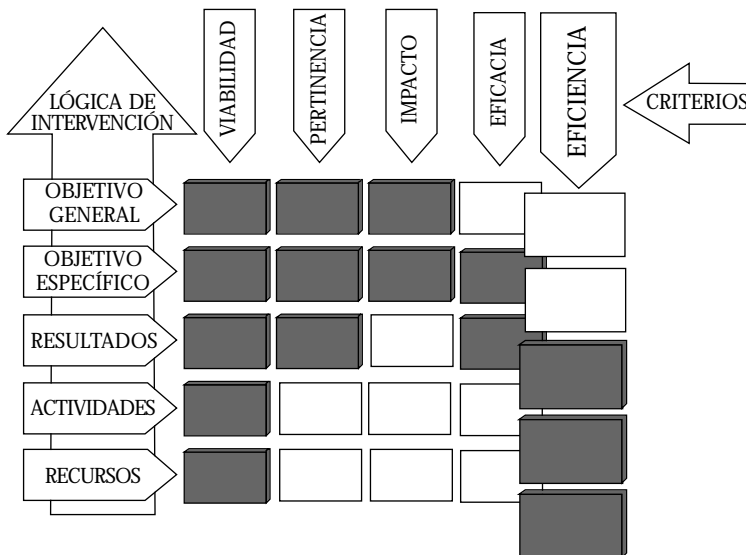 LÓGICA DE
INTERVENCIÓN
VIABILIDAD
PERTINENCIA
IMPACTO
EFICACIA
EFICIENCIA
CRITERIOS
OBJETIVO
GENERAL
OBJETIVO
ESPECÍFICO
RESULTADOS
ACTIVIDADES
RECURSOS